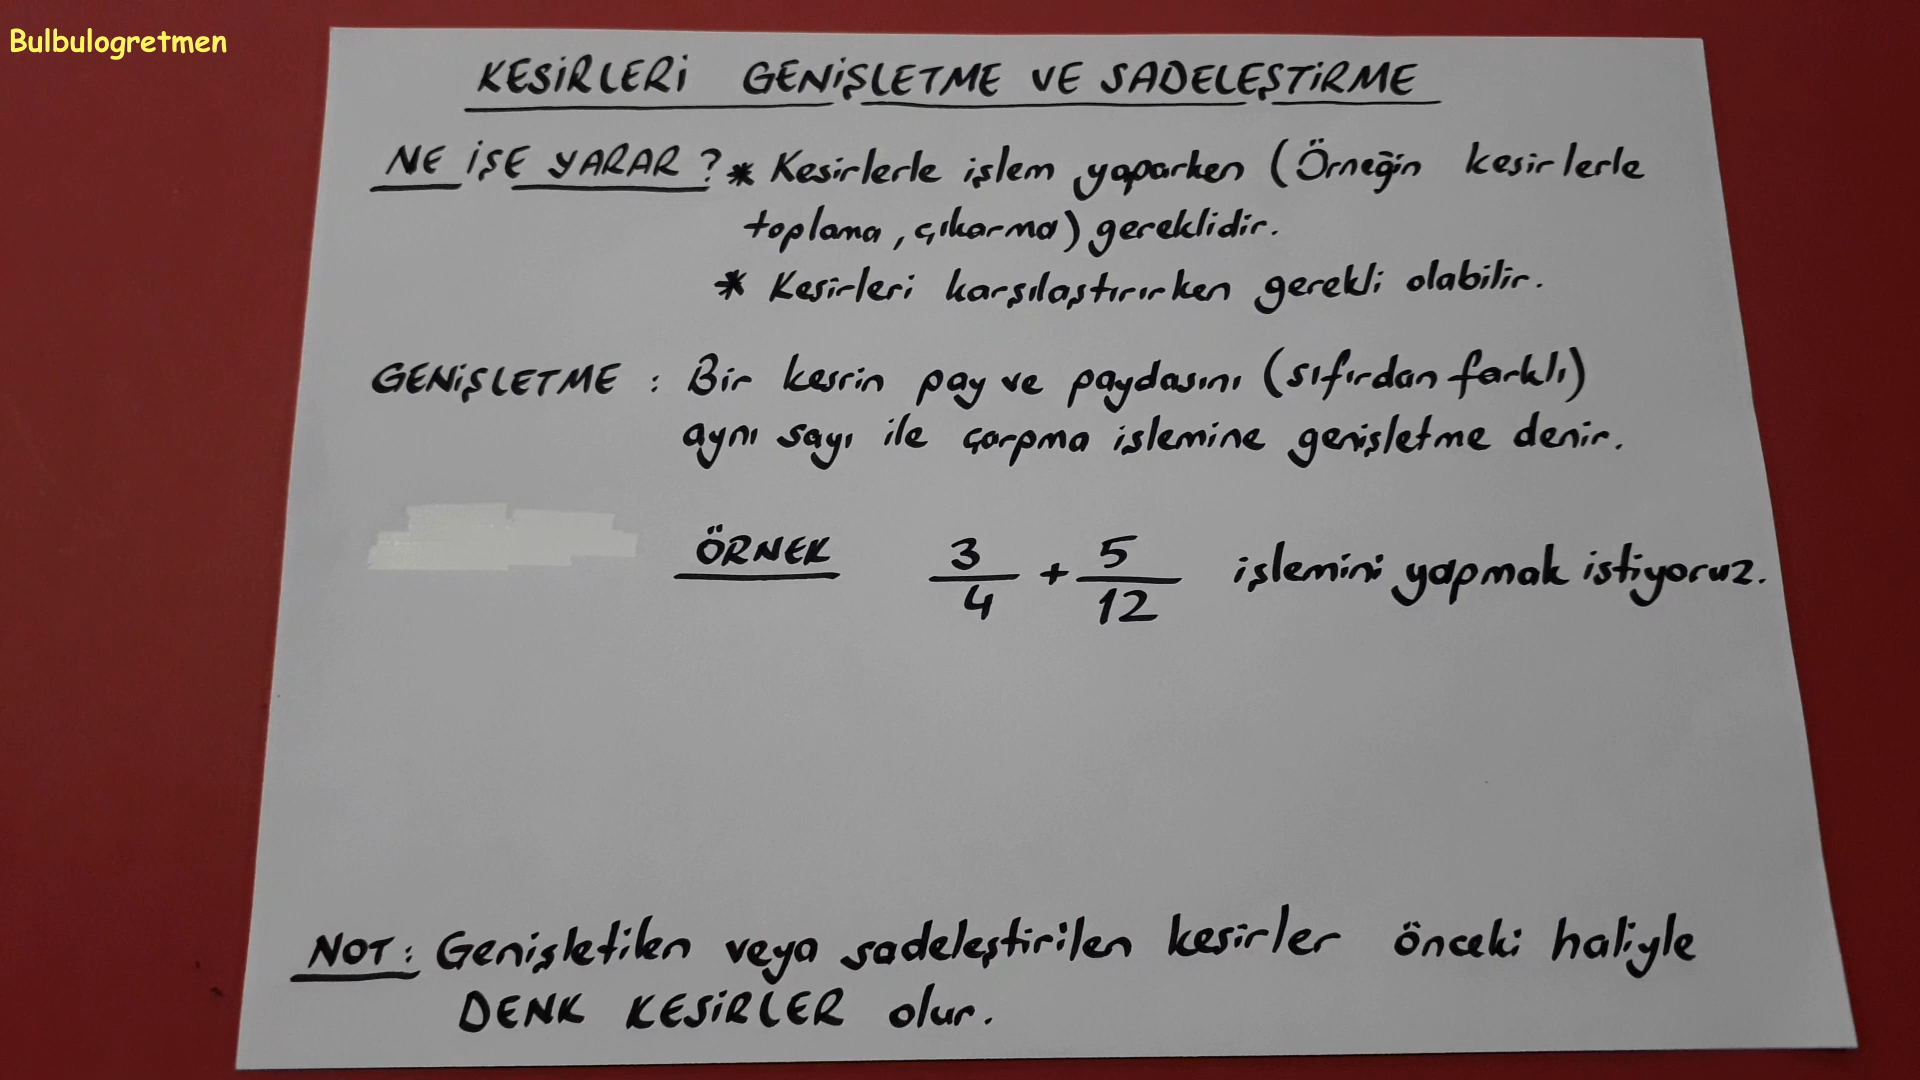 Bulbulogretmen
KESİRLERİ GENİŞLETME VE SADELEŞTİRME
NE İŞE YARAR? * Kesirlerle işlem yaparken (Örneğin kesirlerle
toplama, çıkarma) gereklidir.
* Kesirleri karşılaştırırken gerekli olabilir.
GENİŞLETME : Bir kesrin pay ve paydasını (sıfırdan farklı)
aynı sayı ile çarpma işlemine genişletme denir.
ÖRNEK 3/4 + 5/12 işlemini yapmak istiyoruz.
NOT: Genişletilen veya sadeleştirilen kesirler önceki haliyle
DENK KESİRLER olur.